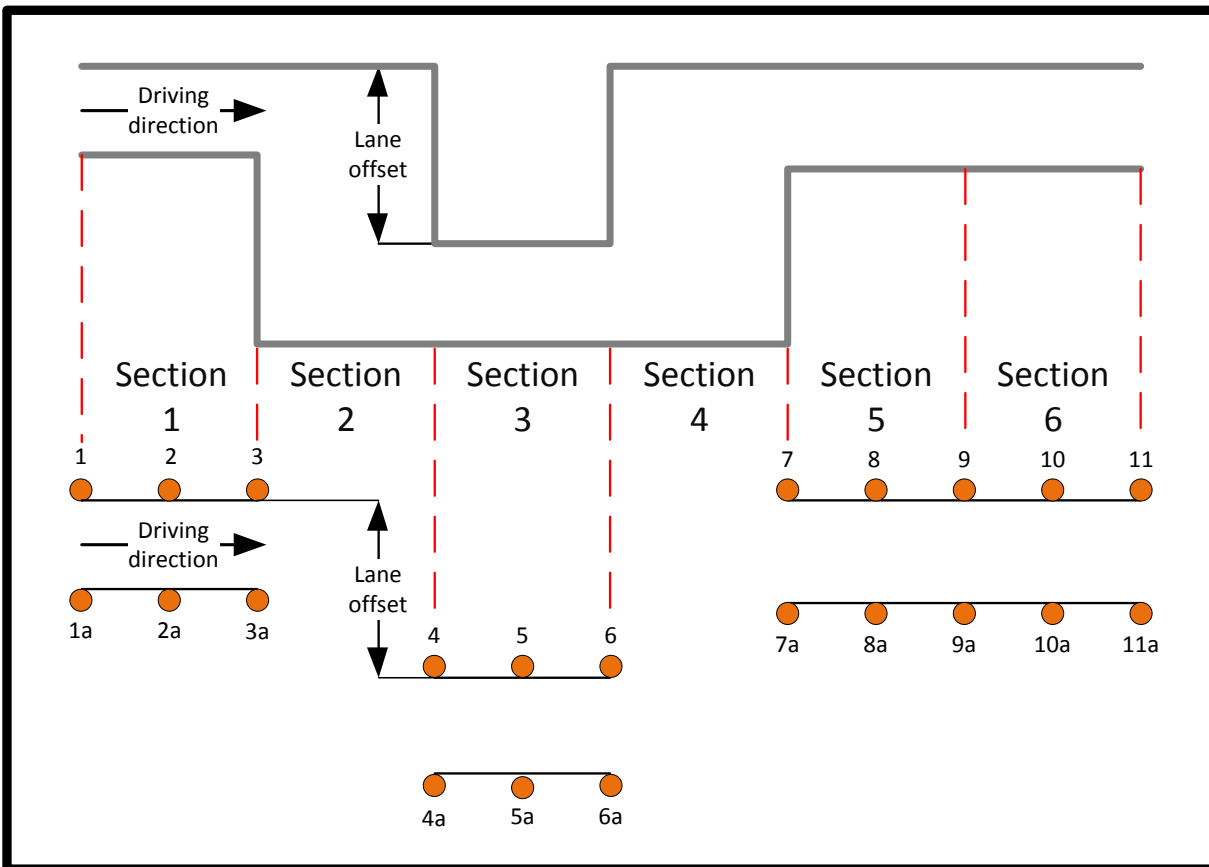 Driving
direction
Lane
offset
Section
1
Section
2
Section
3
Section
4
Section
5
Section
6
1 2 3
7 8 9 10 11
Driving
direction
Lane
offset
1a 2a 3a
4 5 6
7a 8a 9a 10a 11a
4a 5a 6a